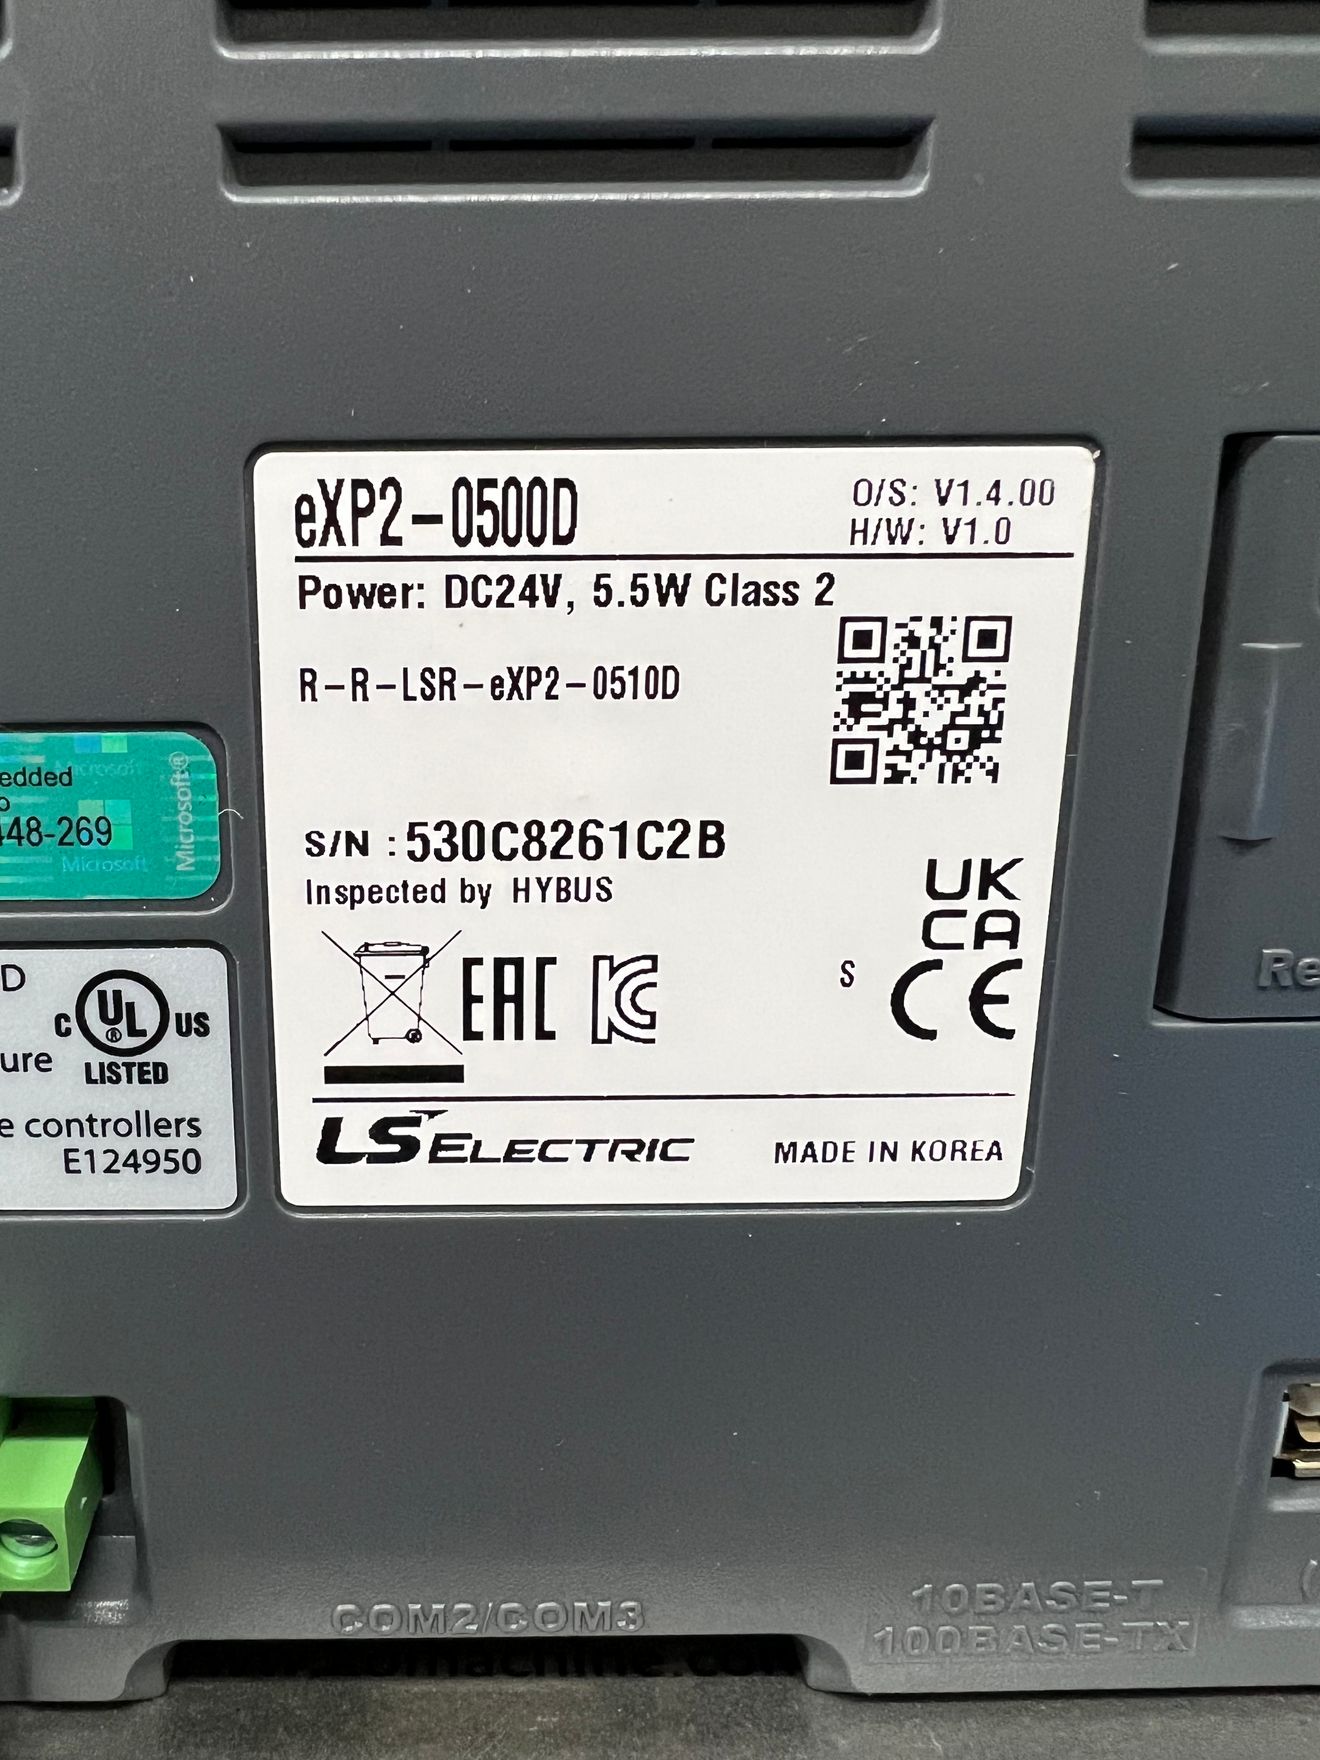 eXP2-0500D
O/S: V1.4.00
H/W: V1.0
Power: DC24V, 5.5W Class 2
R-R-LSR-eXP2-0510D
S/N : 530C8261C2B
Inspected by HYBUS
EAC
UK
CA
S CE
LS ELECTRIC
MADE IN KOREA
Microsoft
Microsoft®
48-269
Microsoft
D
C UL® US
LISTED
controllers
E124950
COM2/COM3
10BASE-T
100BASE-TX